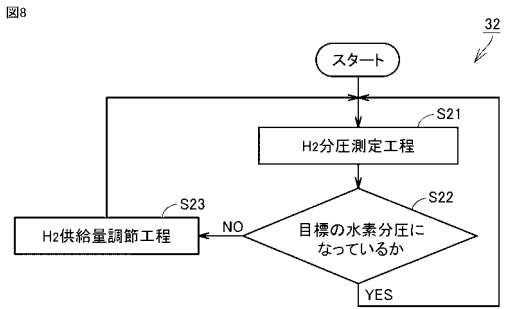 図8
32
スタート
S21
H2分圧測定工程
S22
目標の水素分圧に
なっているか
NO
S23
H2供給量調節工程
YES